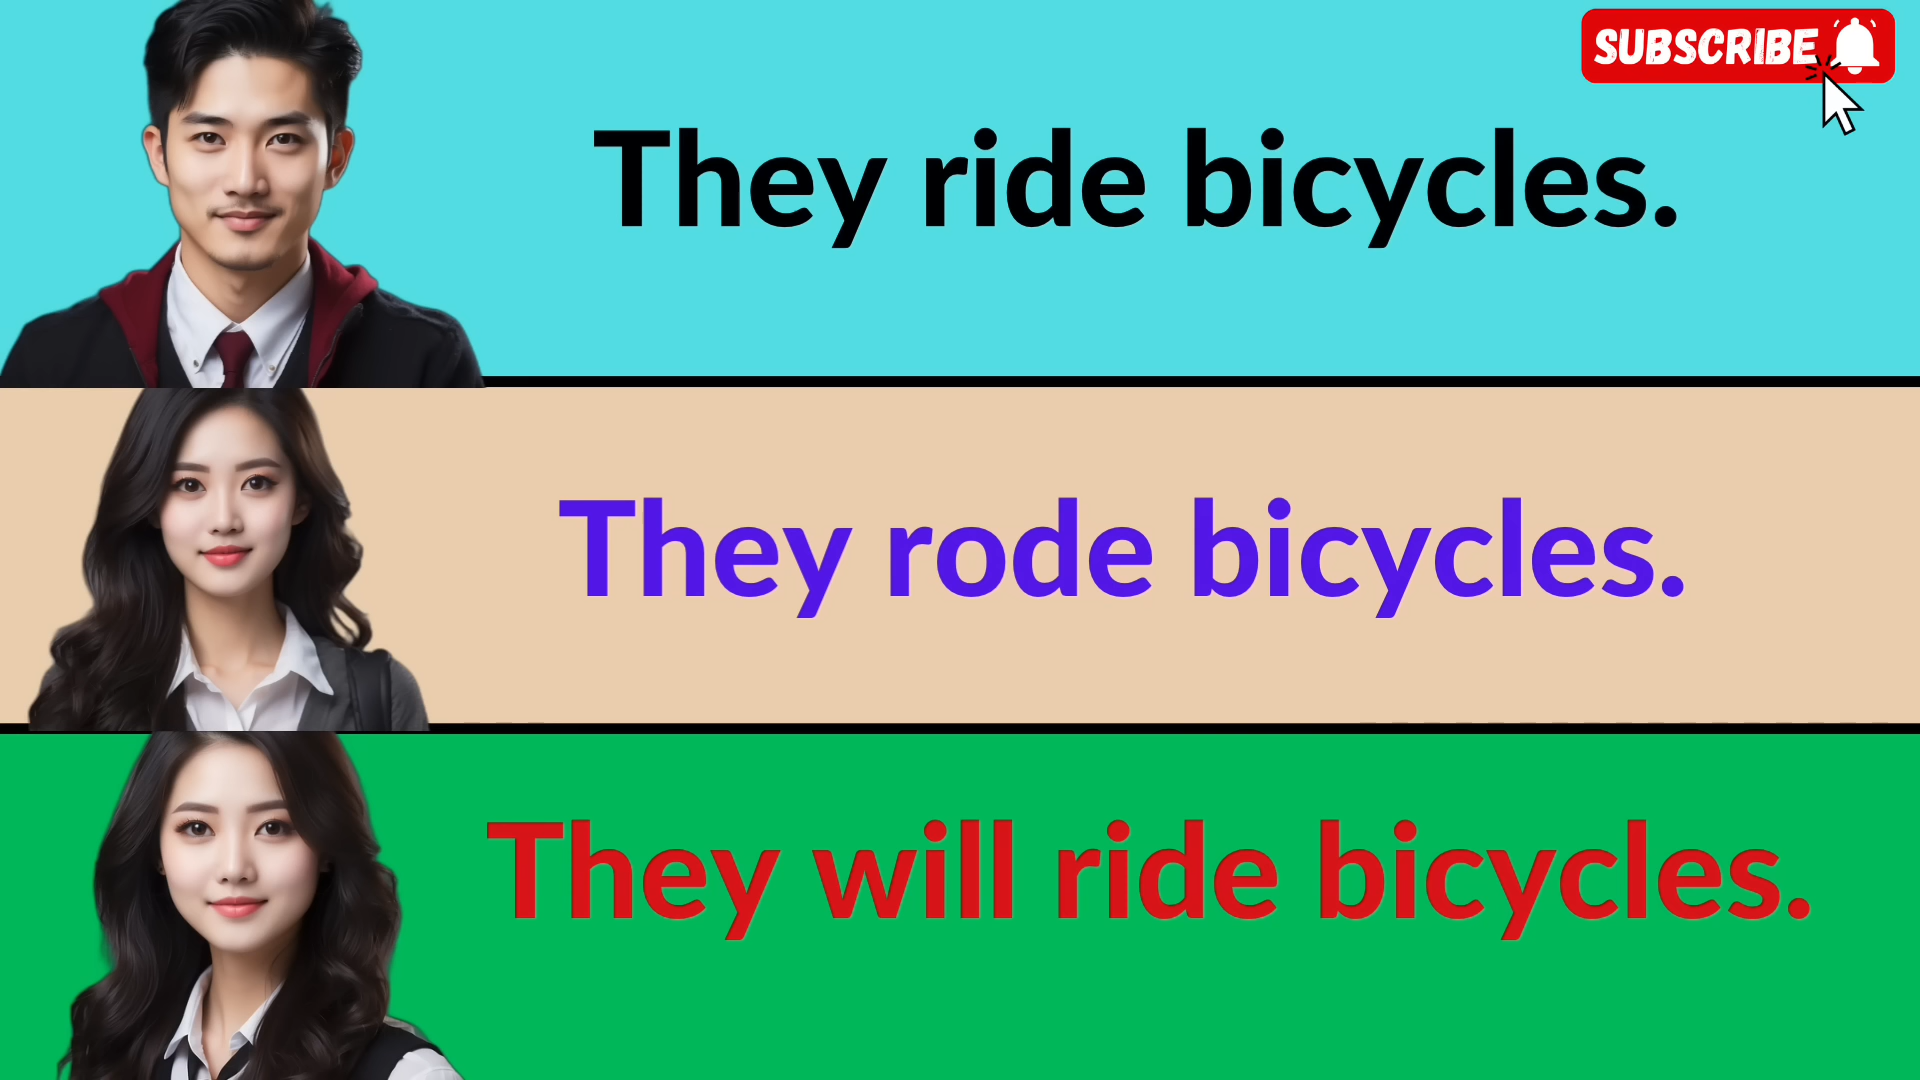 SUBSCRIBE
They ride bicycles.
They rode bicycles.
They will ride bicycles.